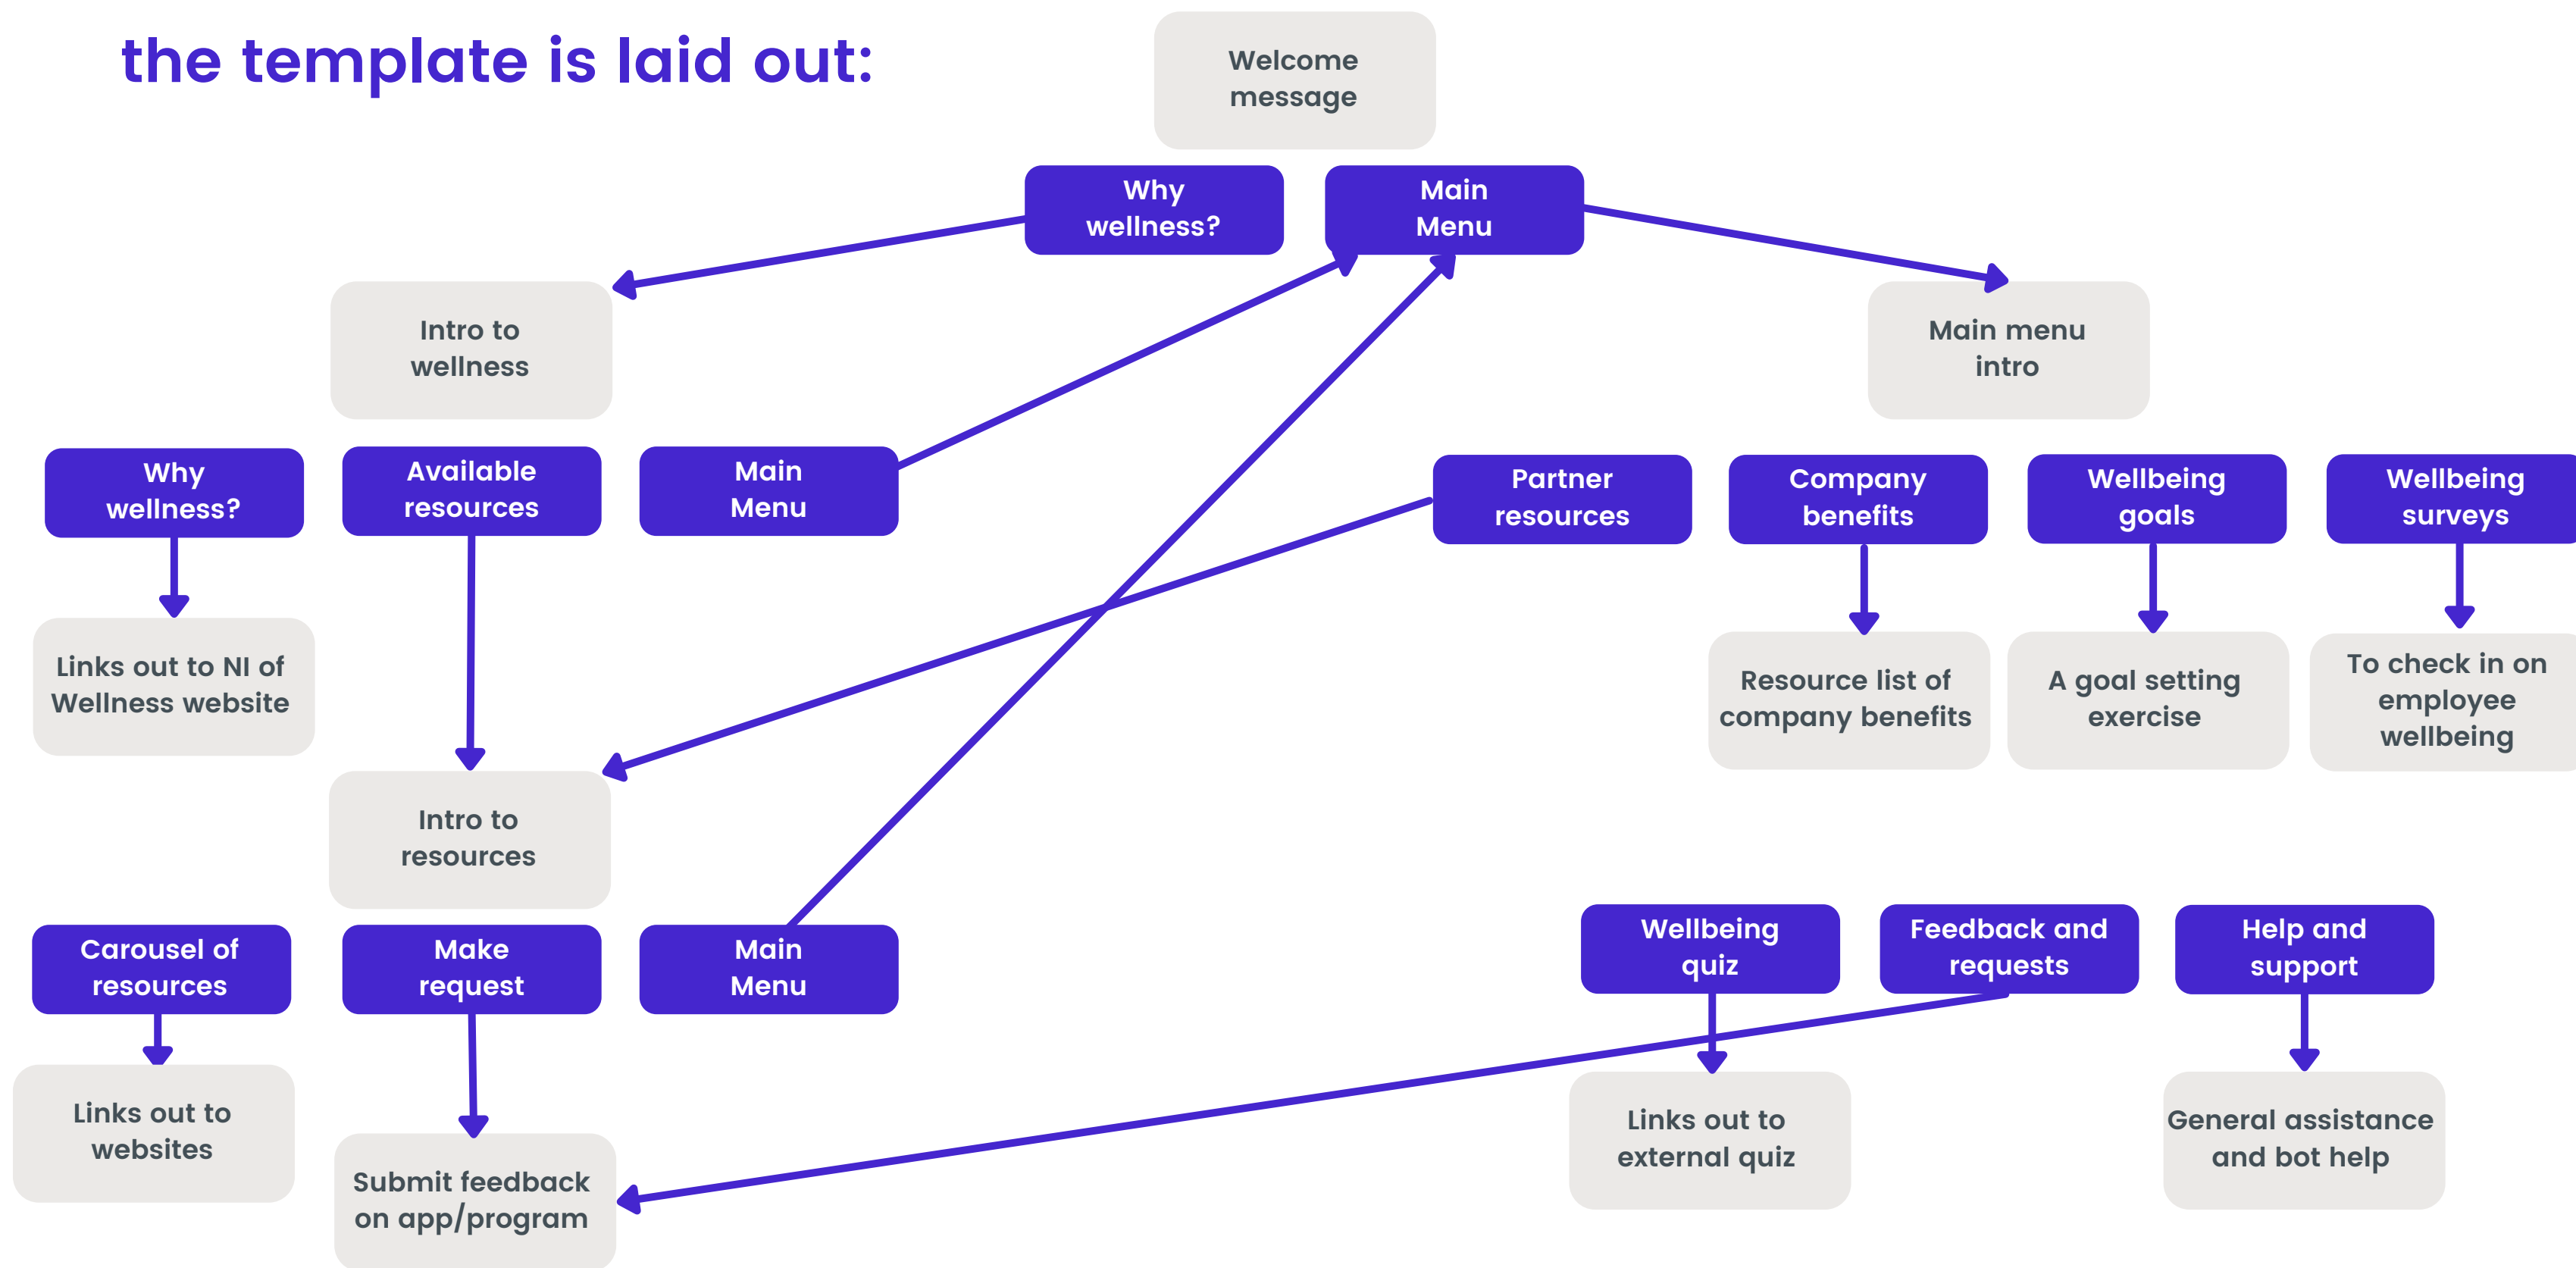 the template is laid out:
Welcome
message
Why
wellness?
Main
Menu
Intro to
wellness
Main menu
intro
Why
wellness?
Available
resources
Main
Menu
Partner
resources
Company
benefits
Wellbeing
goals
Wellbeing
surveys
Links out to NI of
Wellness website
Resource list of
company benefits
A goal setting
exercise
To check in on
employee
wellbeing
Intro to
resources
Carousel of
resources
Make
request
Main
Menu
Wellbeing
quiz
Feedback and
requests
Help and
support
Links out to
websites
Submit feedback
on app/program
Links out to
external quiz
General assistance
and bot help